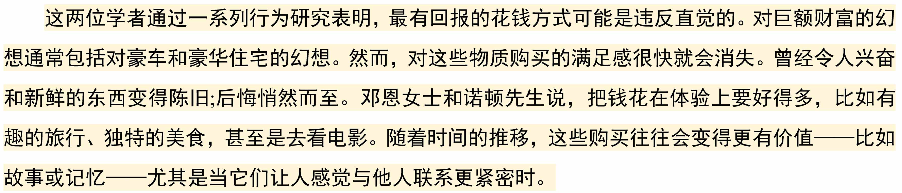 这两位学者通过一系列行为研究表明，最有回报的花钱方式可能是违反直觉的。对巨额财富的幻
想通常包括对豪车和豪华住宅的幻想。然而，对这些物质购买的满足感很快就会消失。曾经令人兴奋
和新鲜的东西变得陈旧;后悔悄然而至。邓恩女士和诺顿先生说，把钱花在体验上要好得多，比如有
趣的旅行、独特的美食，甚至是去看电影。随着时间的推移，这些购买往往会变得更有价值——比如
故事或记忆——尤其是当它们让人感觉与他人联系更紧密时。